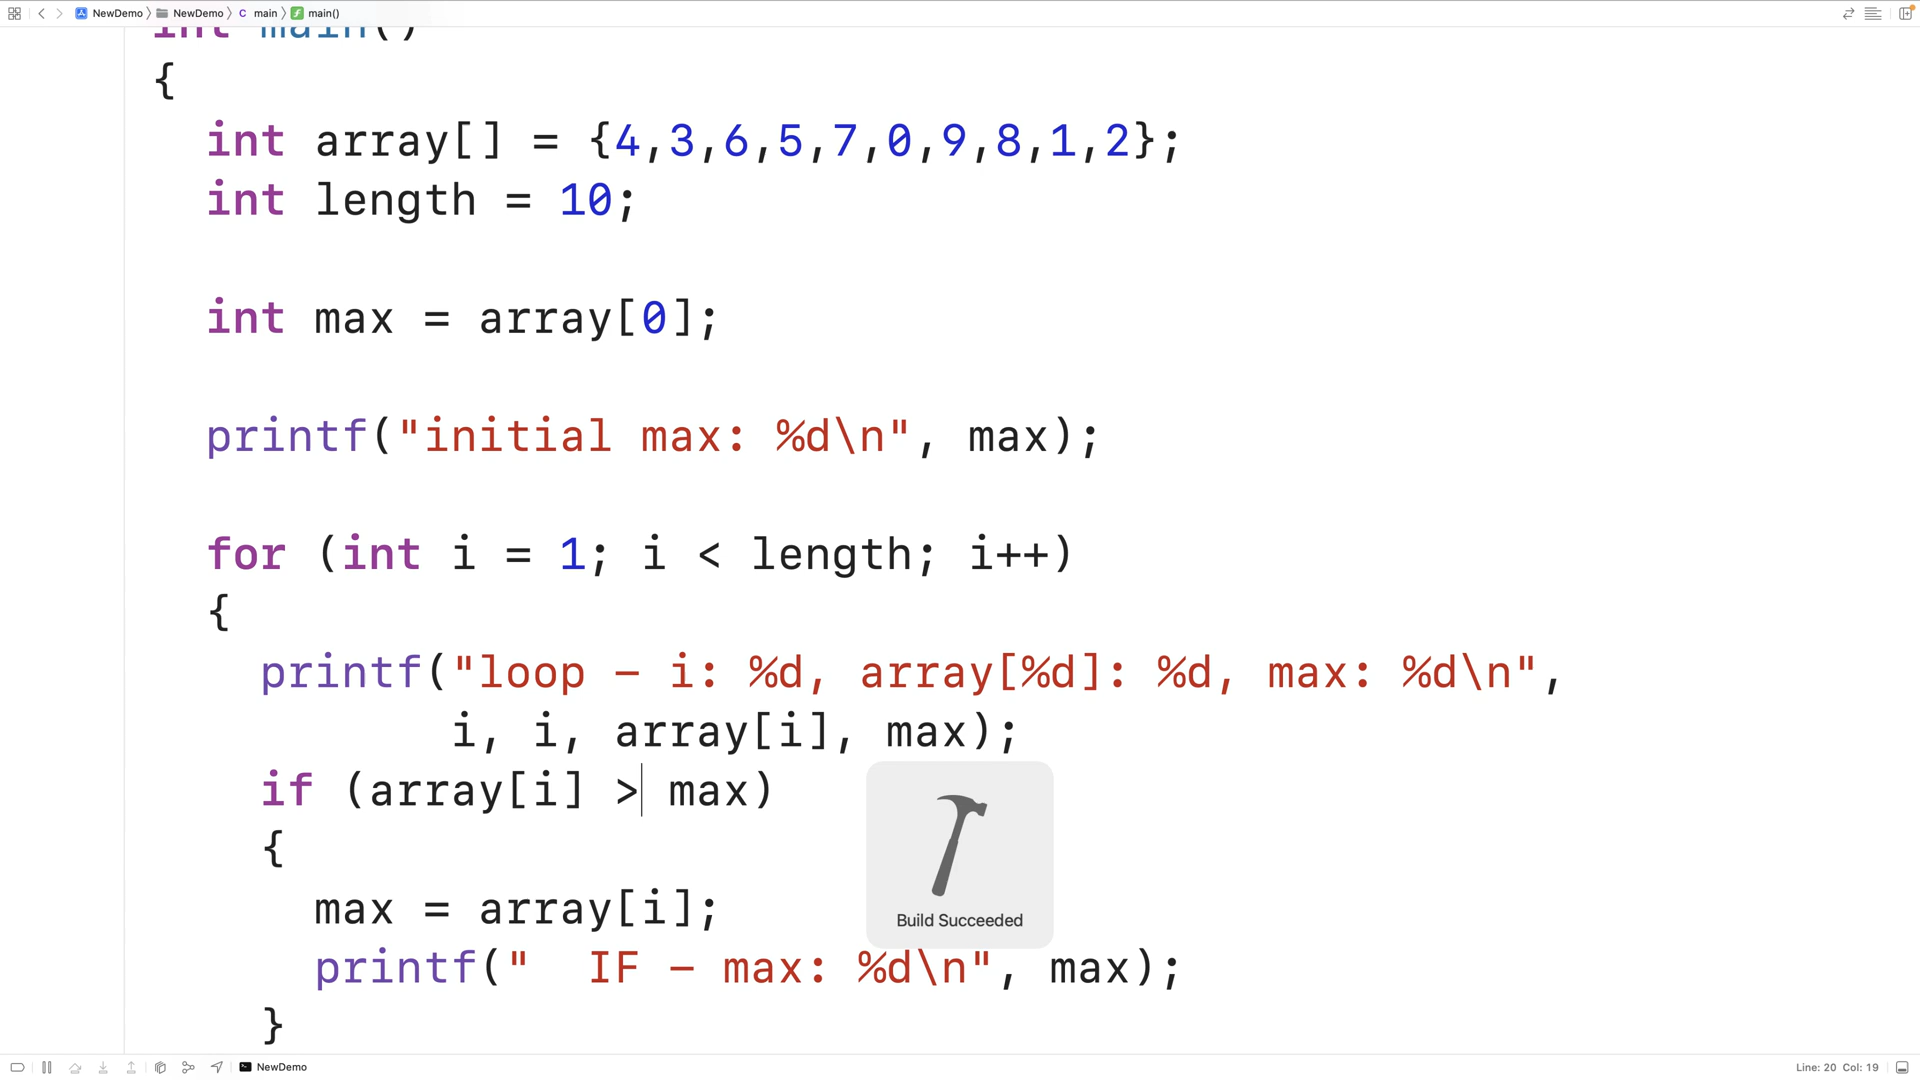 NewDemo NewDemo C main f main()
int main()
{
int array[] = {4,3,6,5,7,0,9,8,1,2};
int length = 10;
int max = array[0];
printf("initial max: %d\n", max);
for (int i = 1; i < length; i++)
{
printf("loop – i: %d, array[%d]: %d, max: %d\n",
i, i, array[i], max);
if (array[i] > max)
{
max = array[i];
Build Succeeded
printf("  IF – max: %d\n", max);
}
NewDemo Line: 20 Col: 19